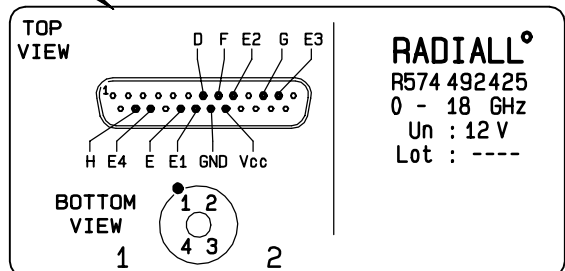 TOP
VIEW
D F E2 G E3
1
H E4 E E1 GND Vcc
BOTTOM
VIEW
1 2
4 3
1 2
RADIALL°
R574 492425
0 - 18 GHz
Un : 12 V
Lot : ----